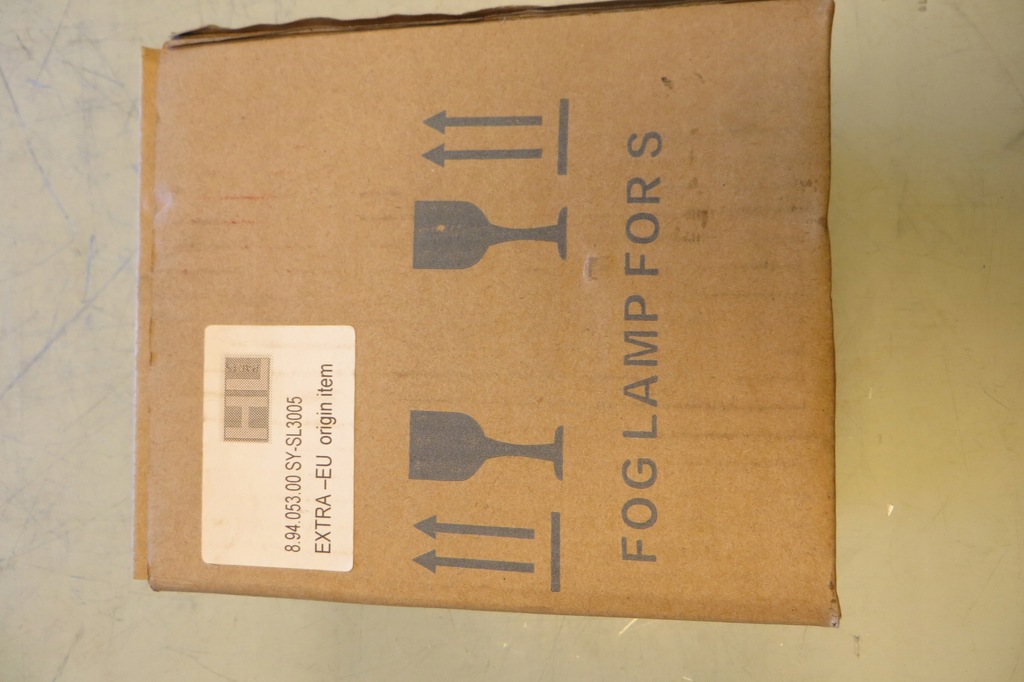 8.94.053.00 SY-SL3005
EXTRA –EU origin item
FOG LAMP FOR S